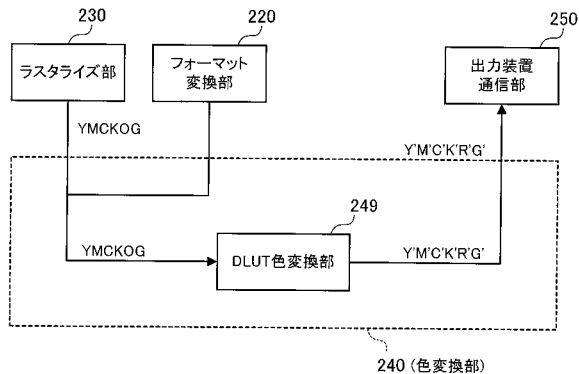 230
220
250
ラスタライズ部
フォーマット
変換部
出力装置
通信部
YMCKOG
Y'M'C'K'R'G'
249
YMCKOG
DLUT色変換部
Y'M'C'K'R'G'
240 (色変換部)